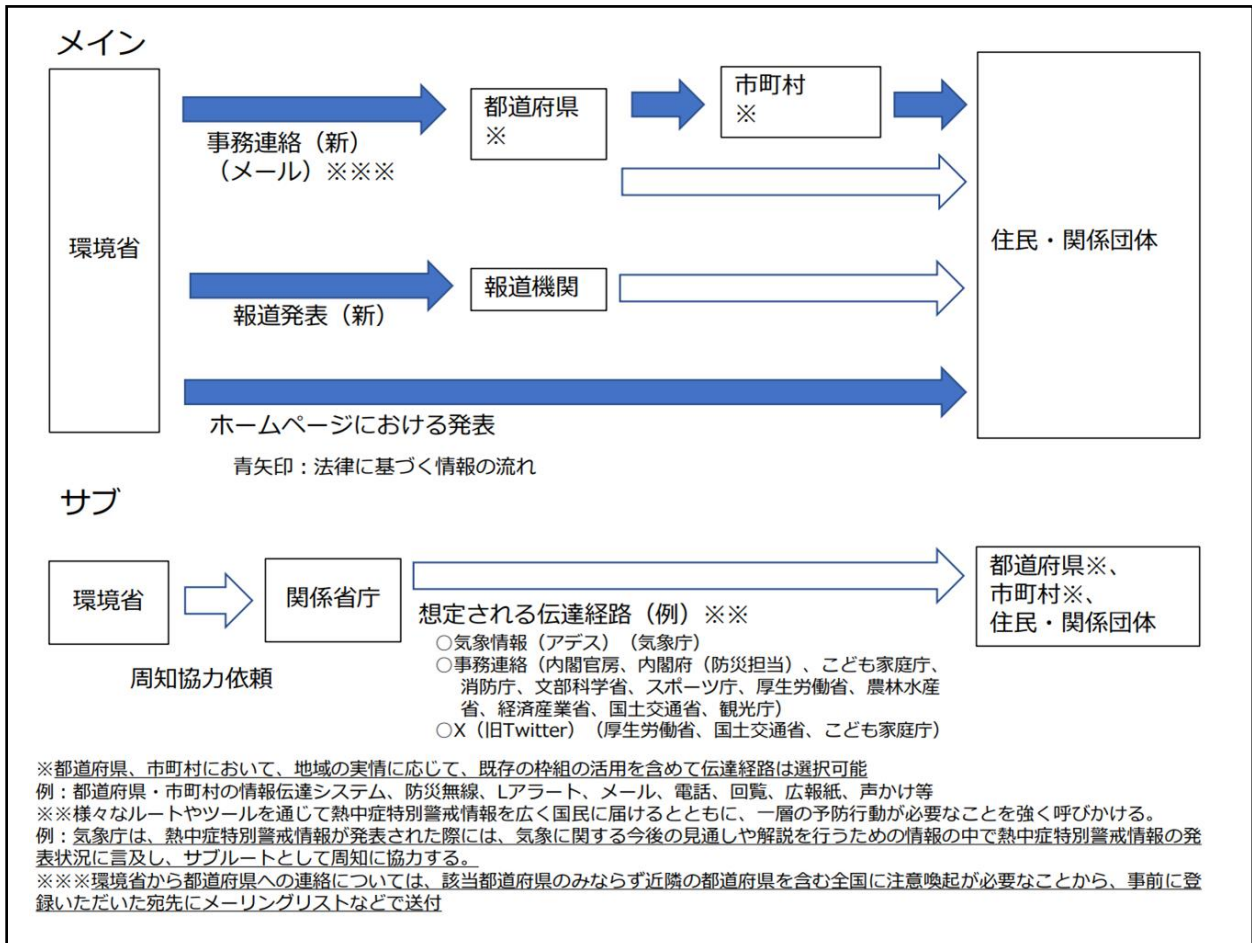 メイン
環境省
事務連絡（新）
（メール）※※※
都道府県
※
市町村
※
住民・関係団体
報道発表（新）
報道機関
ホームページにおける発表
青矢印：法律に基づく情報の流れ
サブ
環境省
周知協力依頼
関係省庁
想定される伝達経路（例）※※
○気象情報（アデス）（気象庁）
○事務連絡（内閣官房、内閣府（防災担当）、こども家庭庁、
消防庁、文部科学省、スポーツ庁、厚生労働省、農林水産
省、経済産業省、国土交通省、観光庁）
○X（旧Twitter）（厚生労働省、国土交通省、こども家庭庁）
都道府県※、
市町村※、
住民・関係団体
※都道府県、市町村において、地域の実情に応じて、既存の枠組の活用を含めて伝達経路は選択可能
例：都道府県・市町村の情報伝達システム、防災無線、Lアラート、メール、電話、回覧、広報紙、声かけ等
※※様々なルートやツールを通じて熱中症特別警戒情報を広く国民に届けるとともに、一層の予防行動が必要なことを強く呼びかける。
例：気象庁は、熱中症特別警戒情報が発表された際には、気象に関する今後の見通しや解説を行うための情報の中で熱中症特別警戒情報の発
表状況に言及し、サブルートとして周知に協力する。
※※※環境省から都道府県への連絡については、該当都道府県のみならず近隣の都道府県を含む全国に注意喚起が必要なことから、事前に登
録いただいた宛先にメーリングリストなどで送付